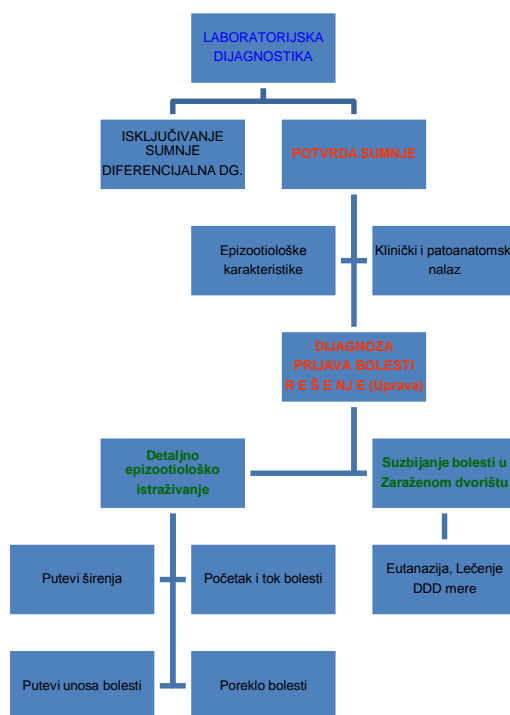 LABORATORIJSKA
DIJAGNOSTIKA
ISKLJUČIVANJE
SUMNJE
DIFERENCIJALNA DG.
POTVRDA SUMNJE
Epizootiološke
karakteristike
Klinički i patoanatomsk
nalaz
DIJAGNOZA
PRIJAVA BOLESTI
R E Š E N J E (Uprava)
Detaljno
epizootiološko
istraživanje
Suzbijanje bolesti u
Zaraženom dvorištu
Putevi širenja
Početak i tok bolesti
Eutanazija, Lečenje
DDD mere
Putevi unosa bolesti
Poreklo bolesti